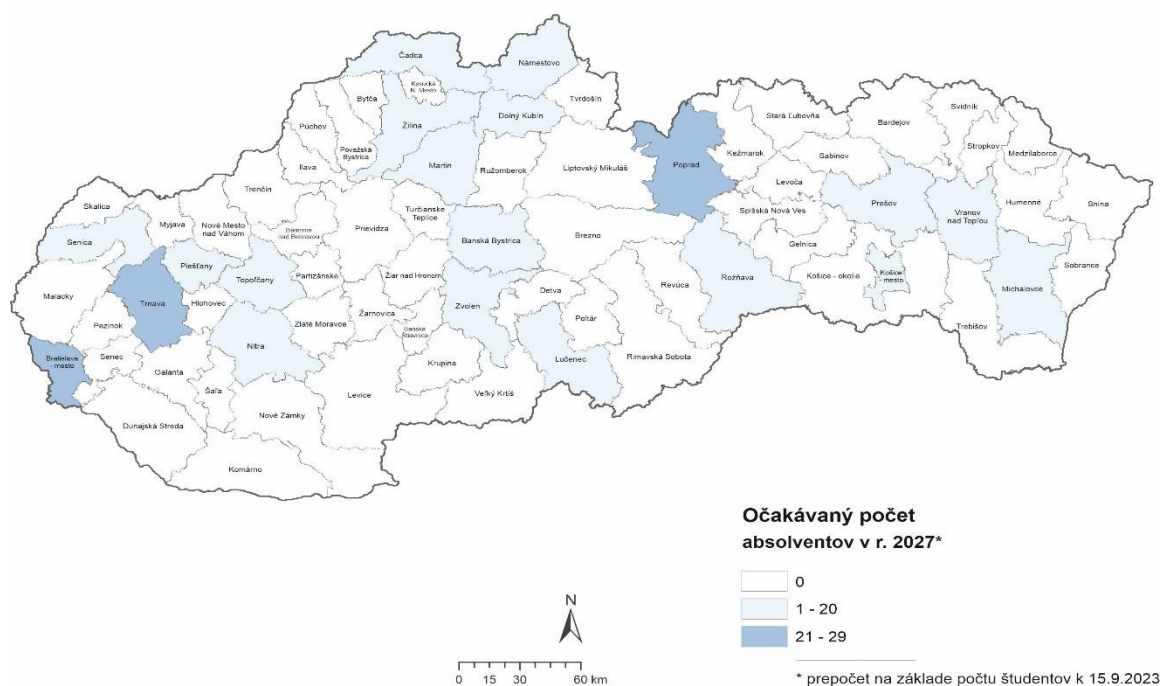 Čadca
Námestovo
Kysucké
N. Mesto
Tvrdošín
Bytča
Dolný Kubín
Svidník
Stará Ľubovňa
Bardejov
Púchov
Žilina
Stropkov
Považská
Bystrica
Kežmarok
Sabinov
Medzilaborce
Ilava
Martin
Poprad
Ružomberok
Liptovský Mikuláš
Levoča
Trenčín
Prešov
Humenné
Snina
Skalica
Turčianske
Teplice
Spišská Nová Ves
Vranov
nad Topľou
Myjava
Nové Mesto
nad Váhom
Bánovce
nad Bebravou
Prievidza
Brezno
Senica
Banská Bystrica
Gelnica
Sobrance
Piešťany
Topoľčany
Partizánske
Žiar nad Hronom
Rožňava
Košice - okolie
Košice -
mesto
Michalovce
Malacky
Trnava
Hlohovec
Zvolen
Detva
Revúca
Pezinok
Zlaté Moravce
Žarnovica
Poltár
Trebišov
Banská
Štiavnica
Nitra
Bratislava
- mesto
Senec
Lučenec
Rimavská Sobota
Krupina
Galanta
Šaľa
Levice
Veľký Krtíš
Nové Zámky
Dunajská Streda
Komárno
Očakávaný počet
absolventov v r. 2027*
0
1 - 20
21 - 29
N
0 15 30 60 km
* prepočet na základe počtu študentov k 15.9.2023